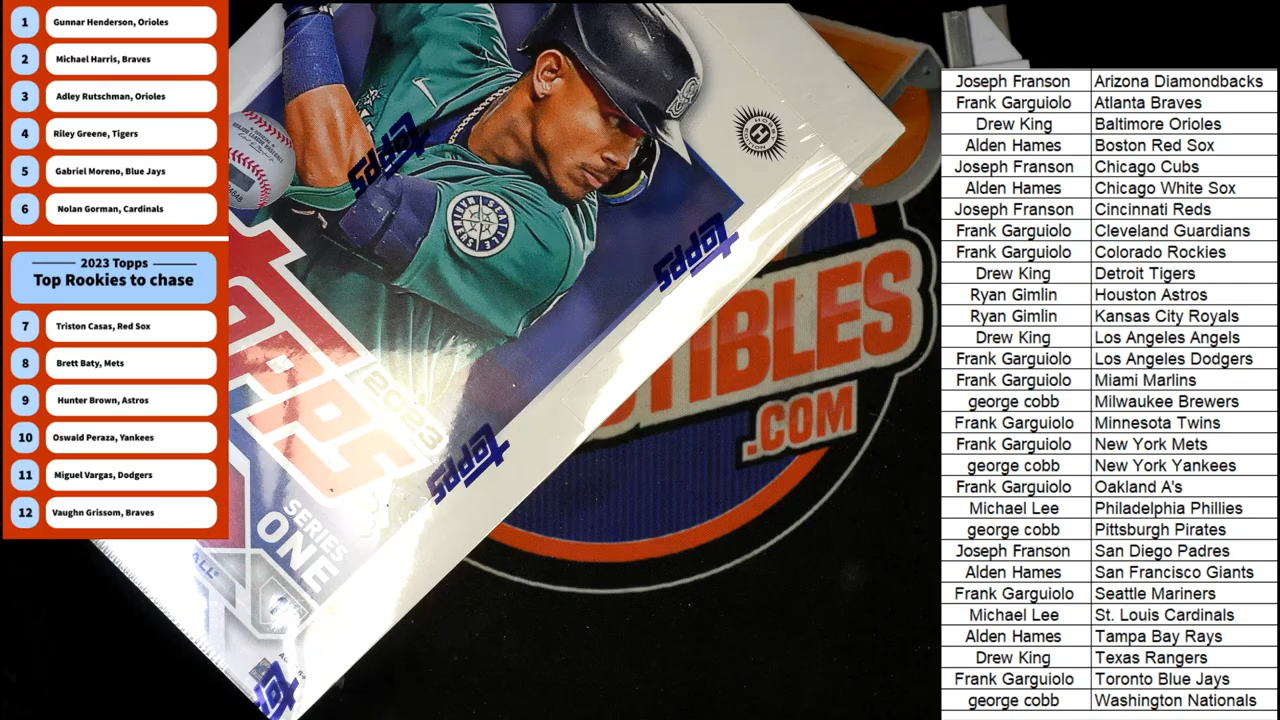 1 Gunnar Henderson, Orioles
2 Michael Harris, Braves
3 Adley Rutschman, Orioles
4 Riley Greene, Tigers
5 Gabriel Moreno, Blue Jays
6 Nolan Gorman, Cardinals
2023 Topps
Top Rookies to chase
7 Triston Casas, Red Sox
8 Brett Baty, Mets
9 Hunter Brown, Astros
10 Oswald Peraza, Yankees
11 Miguel Vargas, Dodgers
12 Vaughn Grissom, Braves
topps
topps
topps
SEATTLE
MARINERS
H
2023
SERIES
ONE
TIBLES
.COM
Joseph Franson Arizona Diamondbacks
Frank Garguiolo Atlanta Braves
Drew King Baltimore Orioles
Alden Hames Boston Red Sox
Joseph Franson Chicago Cubs
Alden Hames Chicago White Sox
Joseph Franson Cincinnati Reds
Frank Garguiolo Cleveland Guardians
Frank Garguiolo Colorado Rockies
Drew King Detroit Tigers
Ryan Gimlin Houston Astros
Ryan Gimlin Kansas City Royals
Drew King Los Angeles Angels
Frank Garguiolo Los Angeles Dodgers
Frank Garguiolo Miami Marlins
george cobb Milwaukee Brewers
Frank Garguiolo Minnesota Twins
Frank Garguiolo New York Mets
george cobb New York Yankees
Frank Garguiolo Oakland A's
Michael Lee Philadelphia Phillies
george cobb Pittsburgh Pirates
Joseph Franson San Diego Padres
Alden Hames San Francisco Giants
Frank Garguiolo Seattle Mariners
Michael Lee St. Louis Cardinals
Alden Hames Tampa Bay Rays
Drew King Texas Rangers
Frank Garguiolo Toronto Blue Jays
george cobb Washington Nationals